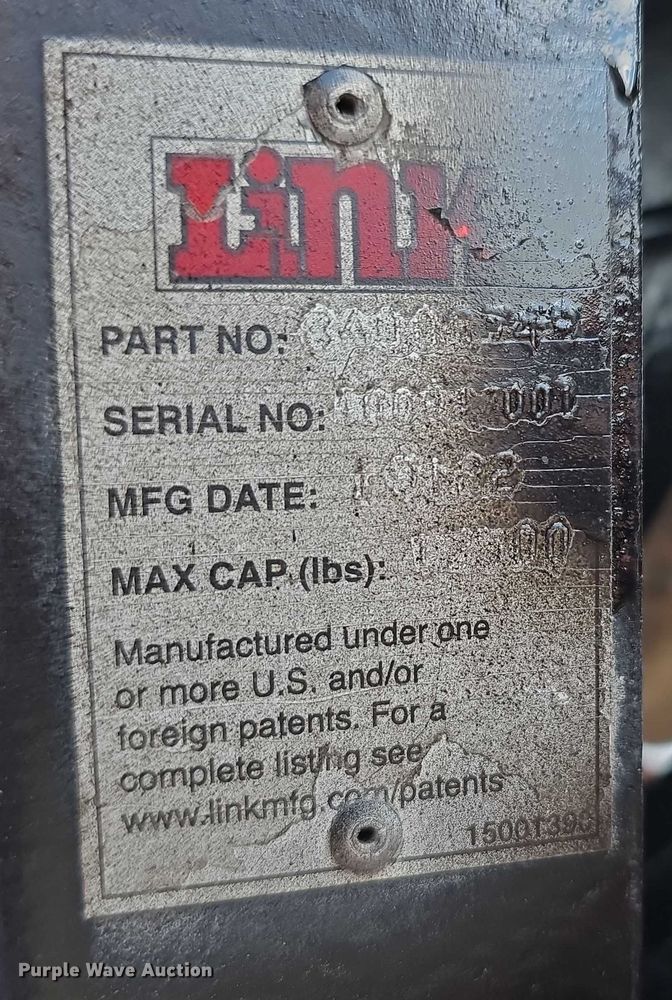 Link
PART NO:
SERIAL NO:
MFG DATE:
MAX CAP.(lbs):
Manufactured under one
or more U.S. and/or
foreign patents. For a
complete listing see
www.linkmfg.com/patents
Purple Wave Auction